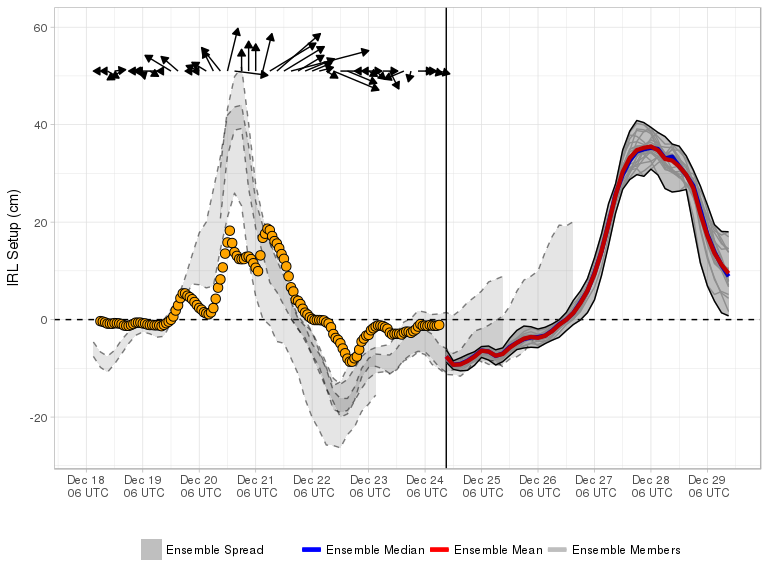 60
40
20
0
-20
IRL Setup (cm)
Dec 18 Dec 19 Dec 20 Dec 21 Dec 22 Dec 23 Dec 24 Dec 25 Dec 26 Dec 27 Dec 28 Dec 29
06 UTC 06 UTC 06 UTC 06 UTC 06 UTC 06 UTC 06 UTC 06 UTC 06 UTC 06 UTC 06 UTC 06 UTC
Ensemble Spread Ensemble Median Ensemble Mean Ensemble Members